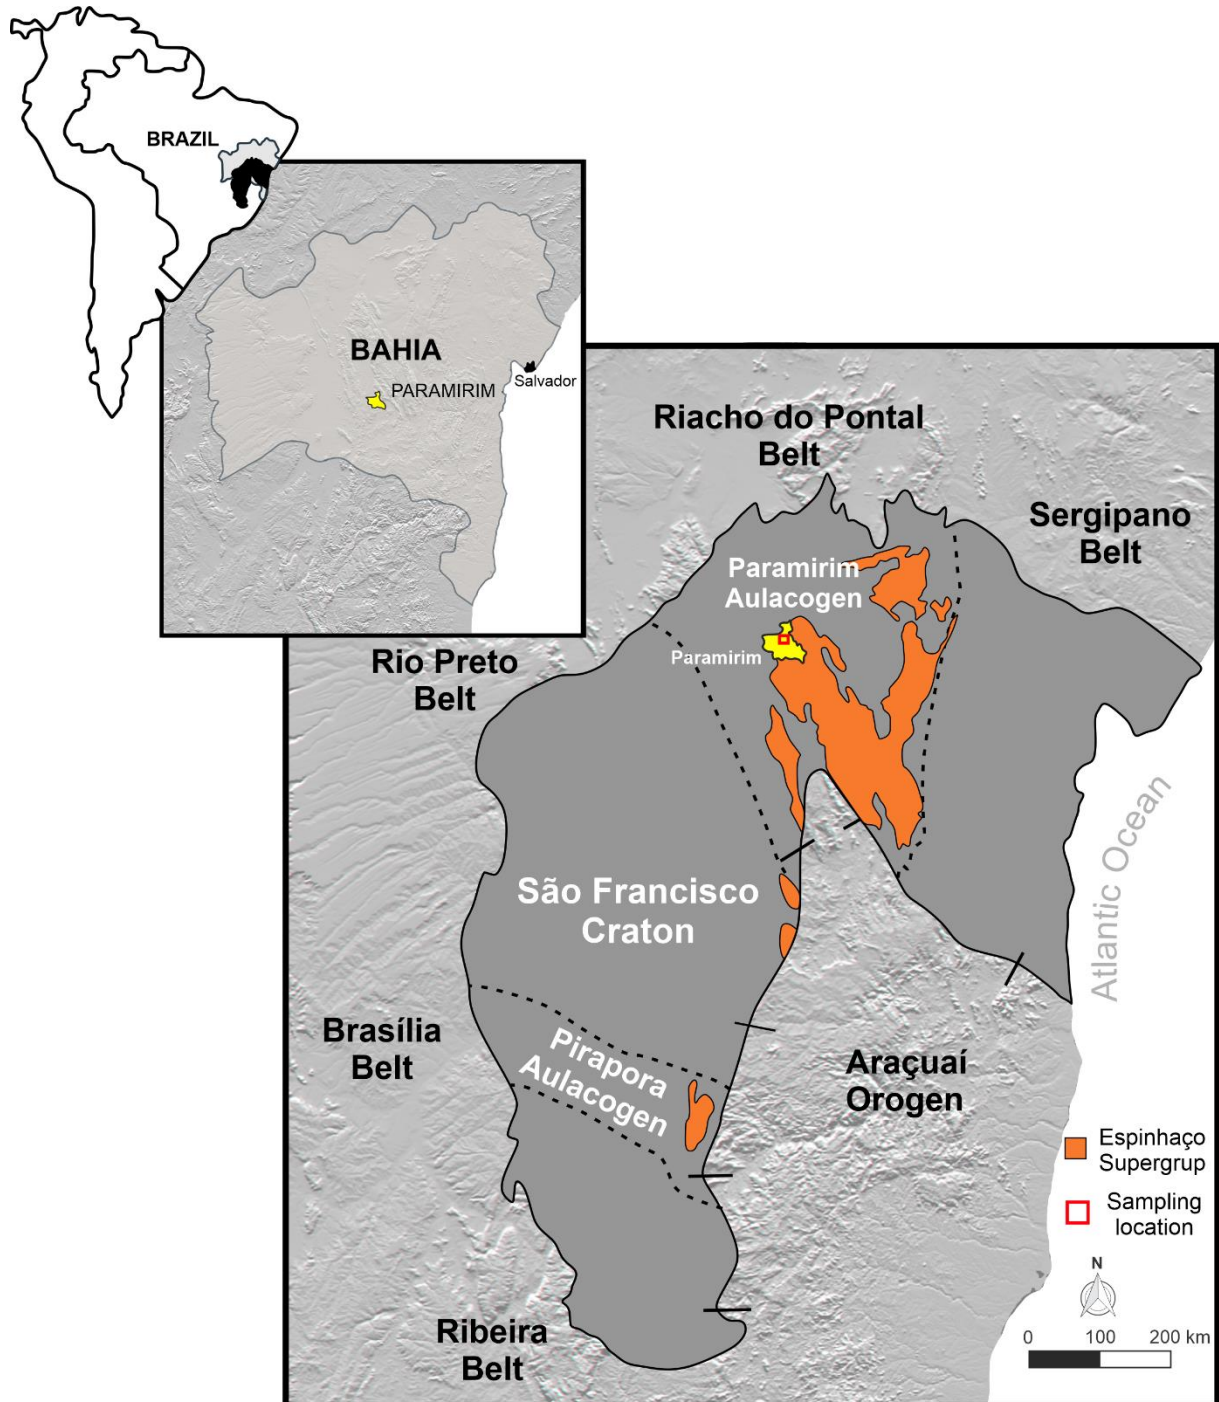 BRAZIL
BAHIA
PARAMIRIM
Salvador
Riacho do Pontal
Belt
Sergipano
Belt
Paramirim
Aulacogen
Paramirim
Rio Preto
Belt
São Francisco
Craton
Atlantic Ocean
Brasília
Belt
Pirapora
Aulacogen
Araçuaí
Orogen
Espinhaço
Supergrup
Sampling
location
N
0 100 200 km
Ribeira
Belt